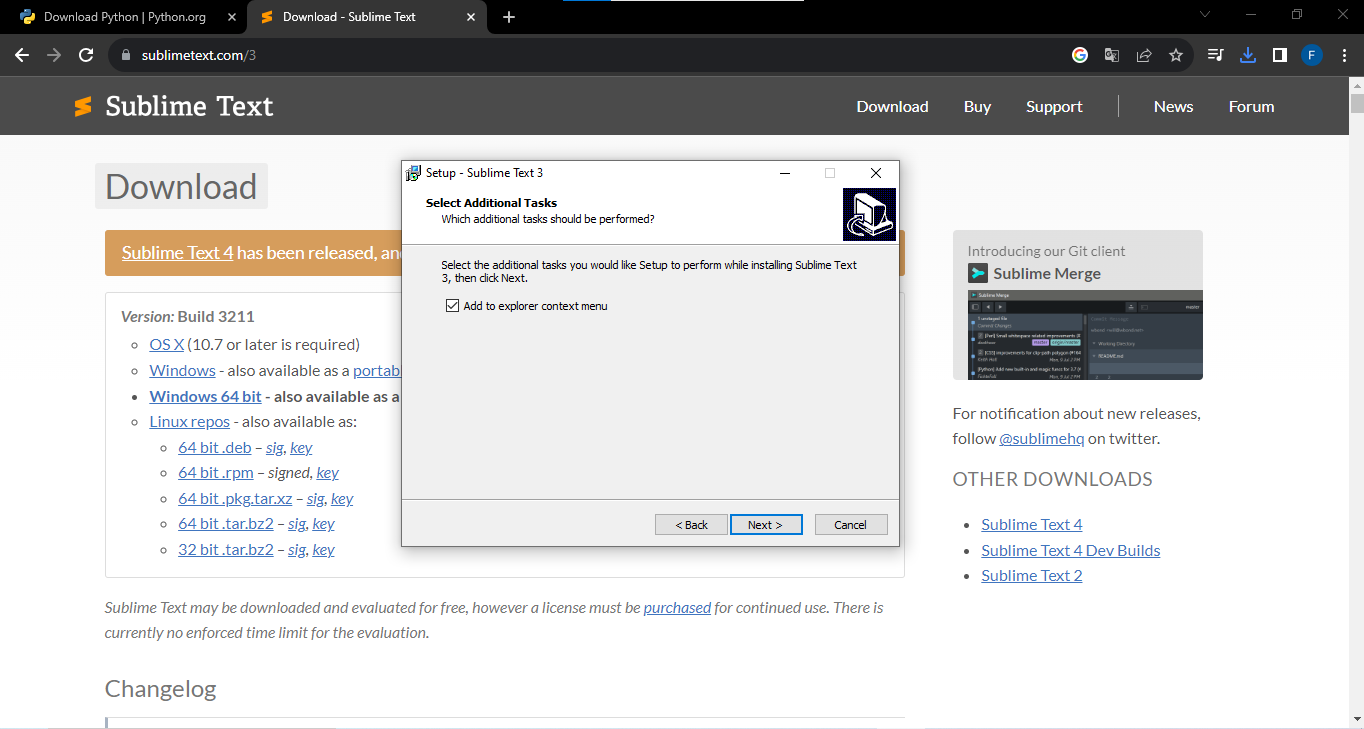 Download Python | Python.org
Download - Sublime Text
sublimetext.com/3
F
Sublime Text
Download
Buy
Support
News
Forum
Download
Sublime Text 4 has been released, an
Version: Build 3211
OS X (10.7 or later is required)
Windows - also available as a portab
Windows 64 bit - also available as a
Linux repos - also available as:
64 bit .deb – sig, key
64 bit .rpm – signed, key
64 bit .pkg.tar.xz – sig, key
64 bit .tar.bz2 – sig, key
32 bit .tar.bz2 – sig, key
Setup - Sublime Text 3
Select Additional Tasks
Which additional tasks should be performed?
Select the additional tasks you would like Setup to perform while installing Sublime Text
3, then click Next.
Add to explorer context menu
< Back
Next >
Cancel
Introducing our Git client
Sublime Merge
Sublime Merge
For notification about new releases,
follow @sublimehq on twitter.
OTHER DOWNLOADS
Sublime Text 4
Sublime Text 4 Dev Builds
Sublime Text 2
Sublime Text may be downloaded and evaluated for free, however a license must be purchased for continued use. There is
currently no enforced time limit for the evaluation.
Changelog